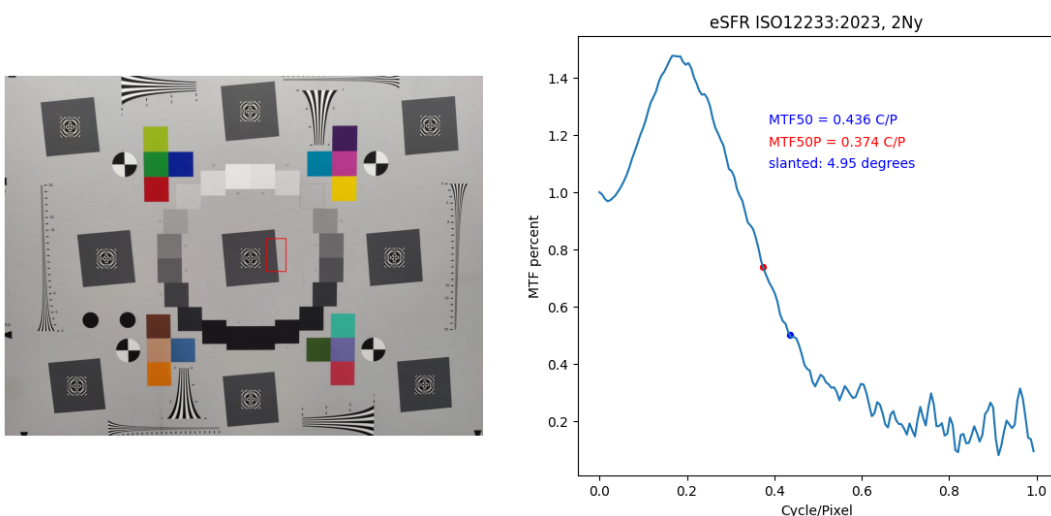 eSFR ISO12233:2023, 2Ny
MTF percent
1.4
1.2
1.0
0.8
0.6
0.4
0.2
MTF50 = 0.436 C/P
MTF50P = 0.374 C/P
slanted: 4.95 degrees
0.0 0.2 0.4 0.6 0.8 1.0
Cycle/Pixel